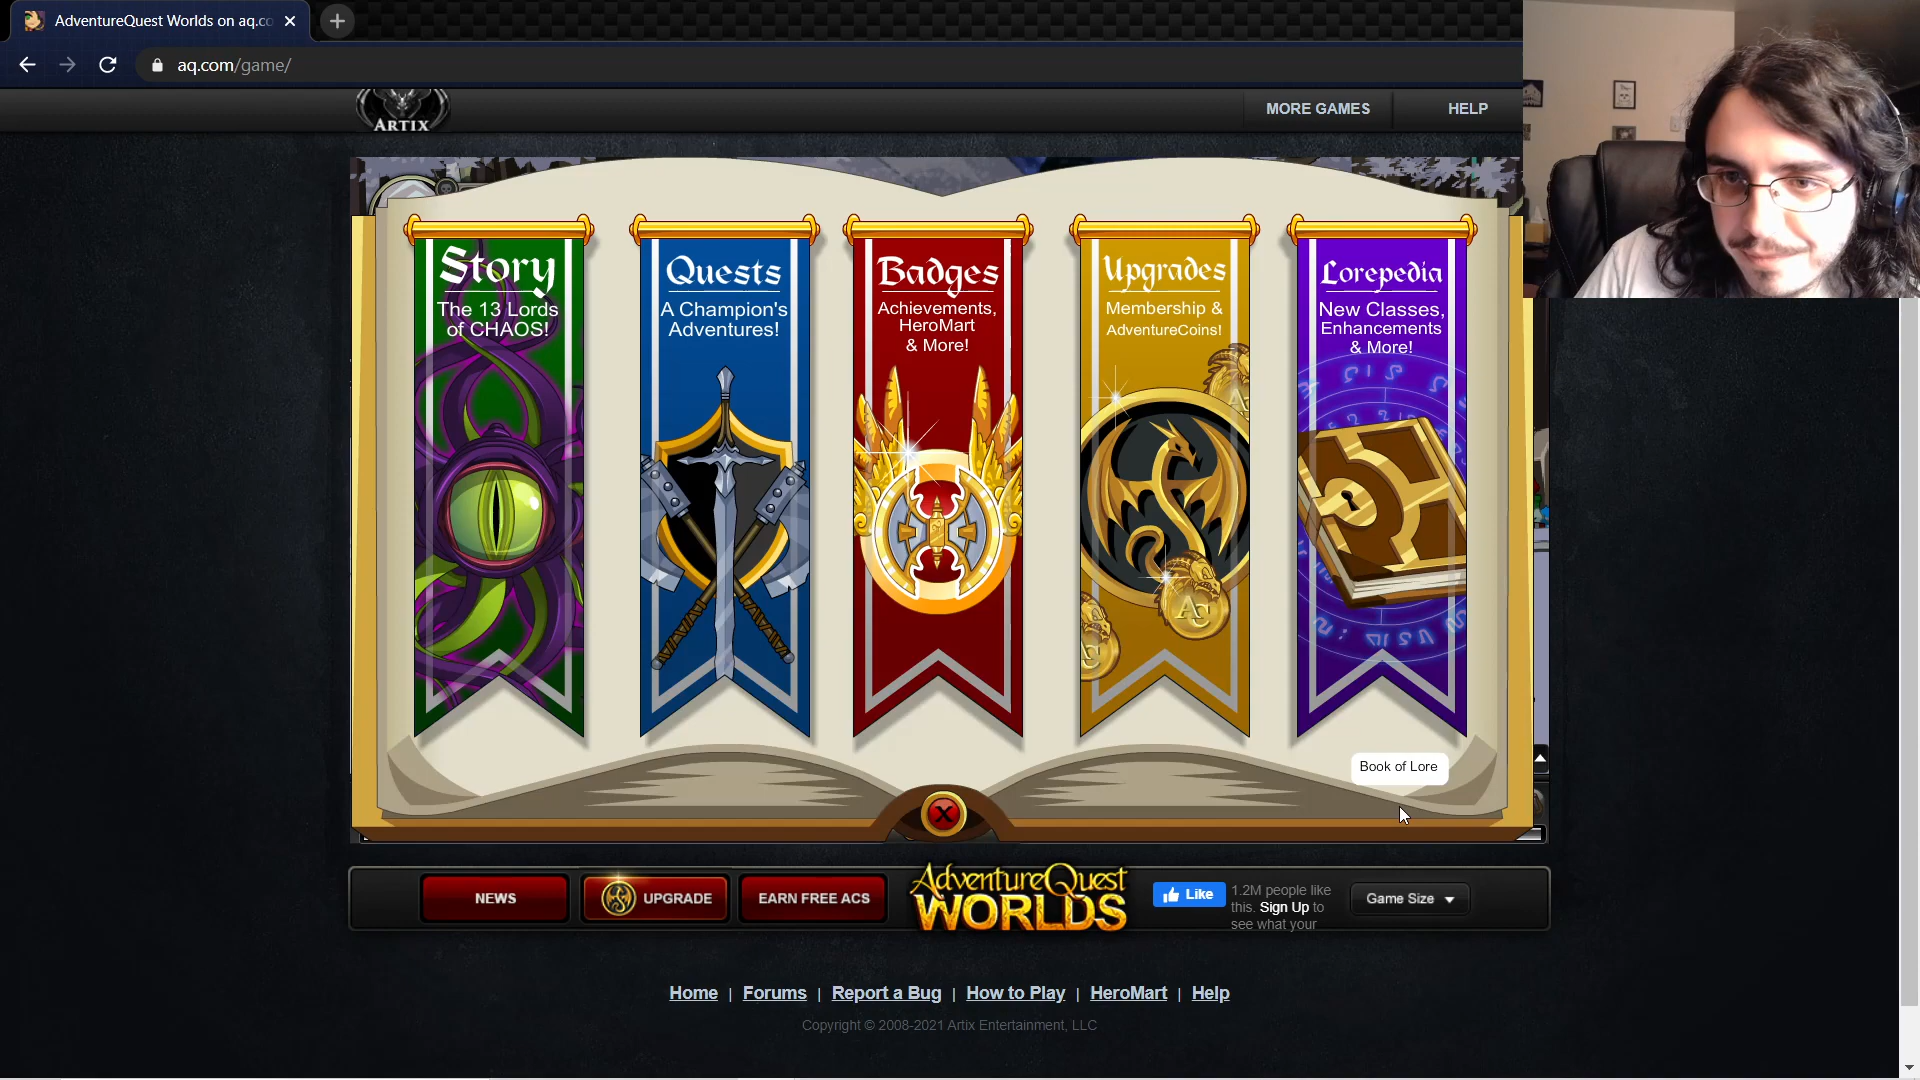 AdventureQuest Worlds on aq.co
aq.com/game/
ARTIX
MORE GAMES
HELP
Story
The 13 Lords
of CHAOS!
Quests
A Champion's
Adventures!
Badges
Achievements,
HeroMart
& More!
Upgrades
Membership &
AdventureCoins!
AC
Lorepedia
New Classes,
Enhancements
& More!
Book of Lore
X
NEWS
UPGRADE
EARN FREE ACS
AdventureQuest
WORLDS
Like
1.2M people like
this. Sign Up to
see what your
Game Size
Home | Forums | Report a Bug | How to Play | HeroMart | Help
Copyright © 2008-2021 Artix Entertainment, LLC